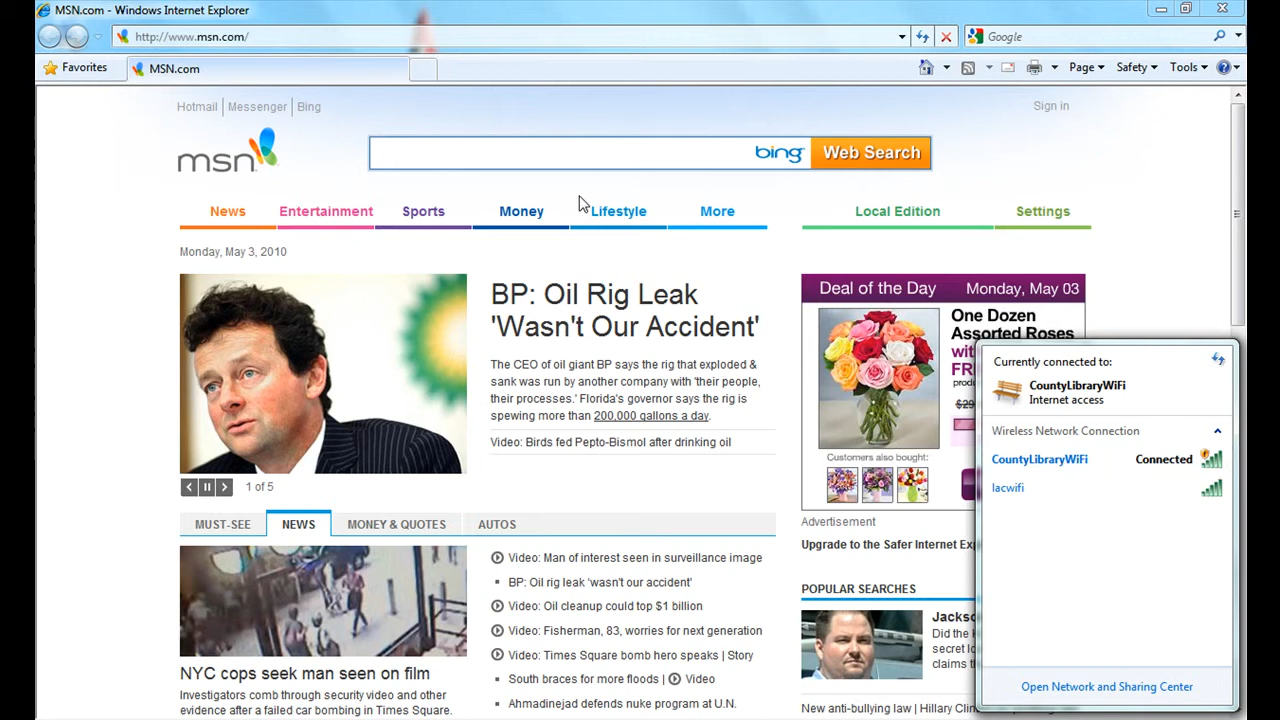 MSN.com - Windows Internet Explorer
http://www.msn.com/
Google
Favorites
MSN.com
Page
Safety
Tools
Hotmail
Messenger
Bing
Sign in
msn
bing
Web Search
News
Entertainment
Sports
Money
Lifestyle
More
Local Edition
Settings
Monday, May 3, 2010
BP: Oil Rig Leak
'Wasn't Our Accident'
The CEO of oil giant BP says the rig that exploded &
sank was run by another company with 'their people,
their processes.' Florida's governor says the rig is
spewing more than 200,000 gallons a day.
Video: Birds fed Pepto-Bismol after drinking oil
1 of 5
Deal of the Day
Monday, May 03
One Dozen
Assorted Roses
Customers also bought:
Advertisement
Upgrade to the Safer Internet
MUST-SEE
NEWS
MONEY & QUOTES
AUTOS
NYC cops seek man seen on film
Investigators comb through security video and other
evidence after a failed car bombing in Times Square.
Video: Man of interest seen in surveillance image
BP: Oil rig leak 'wasn't our accident'
Video: Oil cleanup could top $1 billion
Video: Fisherman, 83, worries for next generation
Video: Times Square bomb hero speaks | Story
South braces for more floods | Video
Ahmadinejad defends nuke program at U.N.
POPULAR SEARCHES
Did the
secret
claims
New anti-bullying law | Hillary
Currently connected to:
CountyLibraryWiFi
Internet access
Wireless Network Connection
CountyLibraryWiFi
Connected
lacwifi
Open Network and Sharing Center